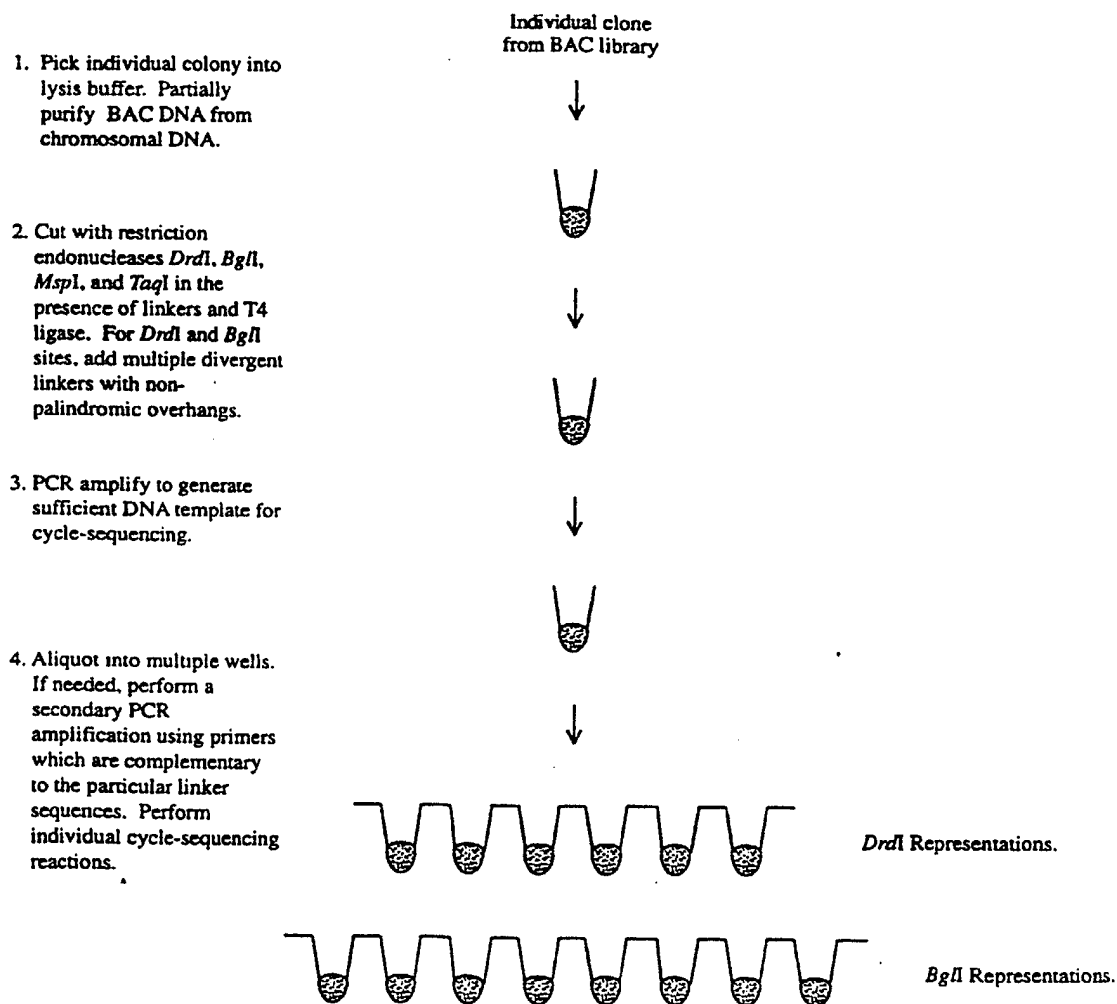 Individual clone
from BAC library
1. Pick individual colony into
lysis buffer. Partially
purify BAC DNA from
chromosomal DNA.
2. Cut with restriction
endonucleases DrdI, BglI,
MspI, and TaqI in the
presence of linkers and T4
ligase. For DrdI and BglI
sites, add multiple divergent
linkers with non-
palindromic overhangs.
3. PCR amplify to generate
sufficient DNA template for
cycle-sequencing.
4. Aliquot into multiple wells.
If needed, perform a
secondary PCR
amplification using primers
which are complementary
to the particular linker
sequences. Perform
individual cycle-sequencing
reactions.
DrdI Representations.
BglI Representations.